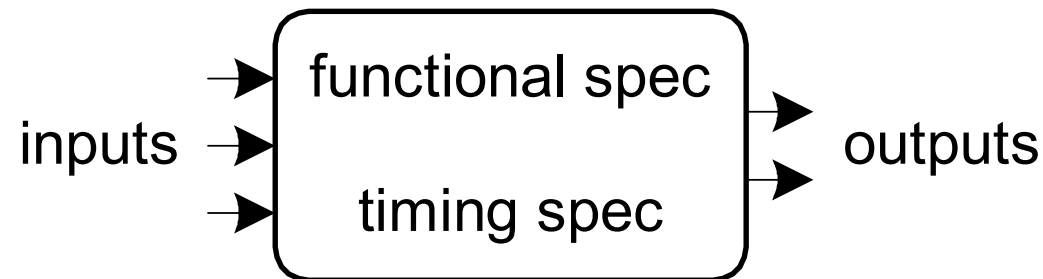 functional spec
inputs
outputs
timing spec